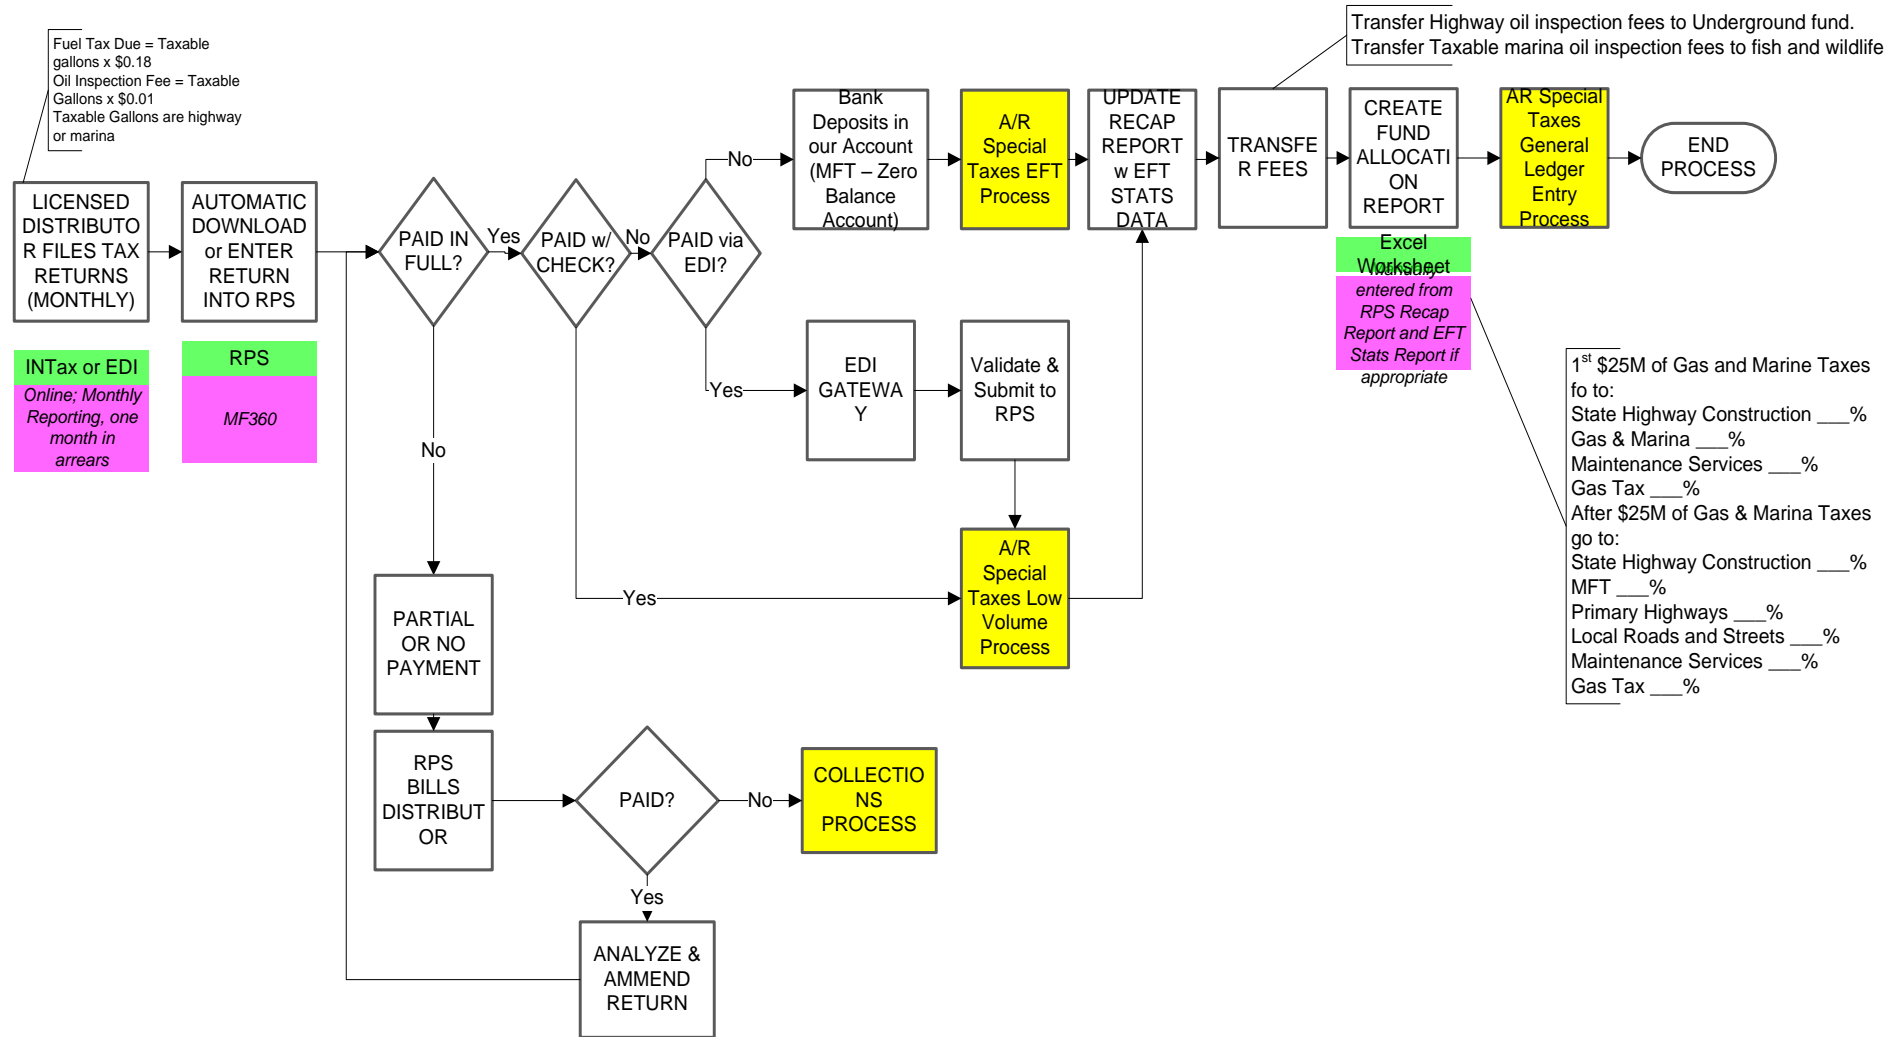 Transfer Highway oil inspection fees to Underground fund.
Transfer Taxable marina oil inspection fees to fish and wildlife
Fuel Tax Due = Taxable
gallons x $0.18
Oil Inspection Fee = Taxable
Gallons x $0.01
Taxable Gallons are highway
or marina
LICENSED
DISTRIBUTO
R FILES TAX
RETURNS
(MONTHLY)
INTax or EDI
Online; Monthly
Reporting, one
month in
arrears
AUTOMATIC
DOWNLOAD
or ENTER
RETURN
INTO RPS
RPS
MF360
PAID IN
FULL?
Yes
PAID w/
CHECK?
No
PAID via
EDI?
No
Bank
Deposits in
our Account
(MFT – Zero
Balance
Account)
A/R
Special
Taxes EFT
Process
UPDATE
RECAP
REPORT
w EFT
STATS
DATA
TRANSFE
R FEES
CREATE
FUND
ALLOCATI
ON
REPORT
AR Special
Taxes
General
Ledger
Entry
Process
END
PROCESS
Excel
Worksheet
Manually
entered from
RPS Recap
Report and EFT
Stats Report if
appropriate
Yes
EDI
GATEWA
Y
Validate &
Submit to
RPS
1st $25M of Gas and Marine Taxes
fo to:
State Highway Construction ___%
Gas & Marina ___%
Maintenance Services ___%
Gas Tax ___%
After $25M of Gas & Marina Taxes
go to:
State Highway Construction ___%
MFT ___%
Primary Highways ___%
Local Roads and Streets ___%
Maintenance Services ___%
Gas Tax ___%
No
Yes
A/R
Special
Taxes Low
Volume
Process
PARTIAL
OR NO
PAYMENT
RPS
BILLS
DISTRIBUT
OR
PAID?
No
COLLECTIO
NS
PROCESS
Yes
ANALYZE &
AMMEND
RETURN